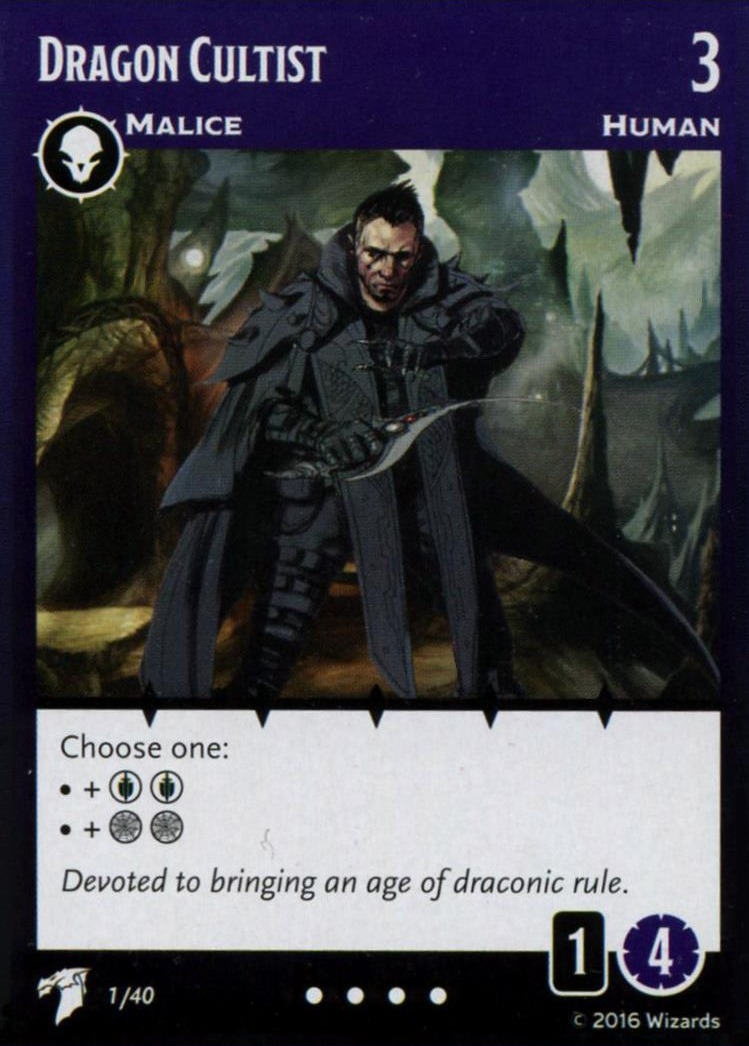 DRAGON CULTIST 3
MALICE HUMAN
Choose one:
• +
• +
Devoted to bringing an age of draconic rule.
1 4
1/40
© 2016 Wizards